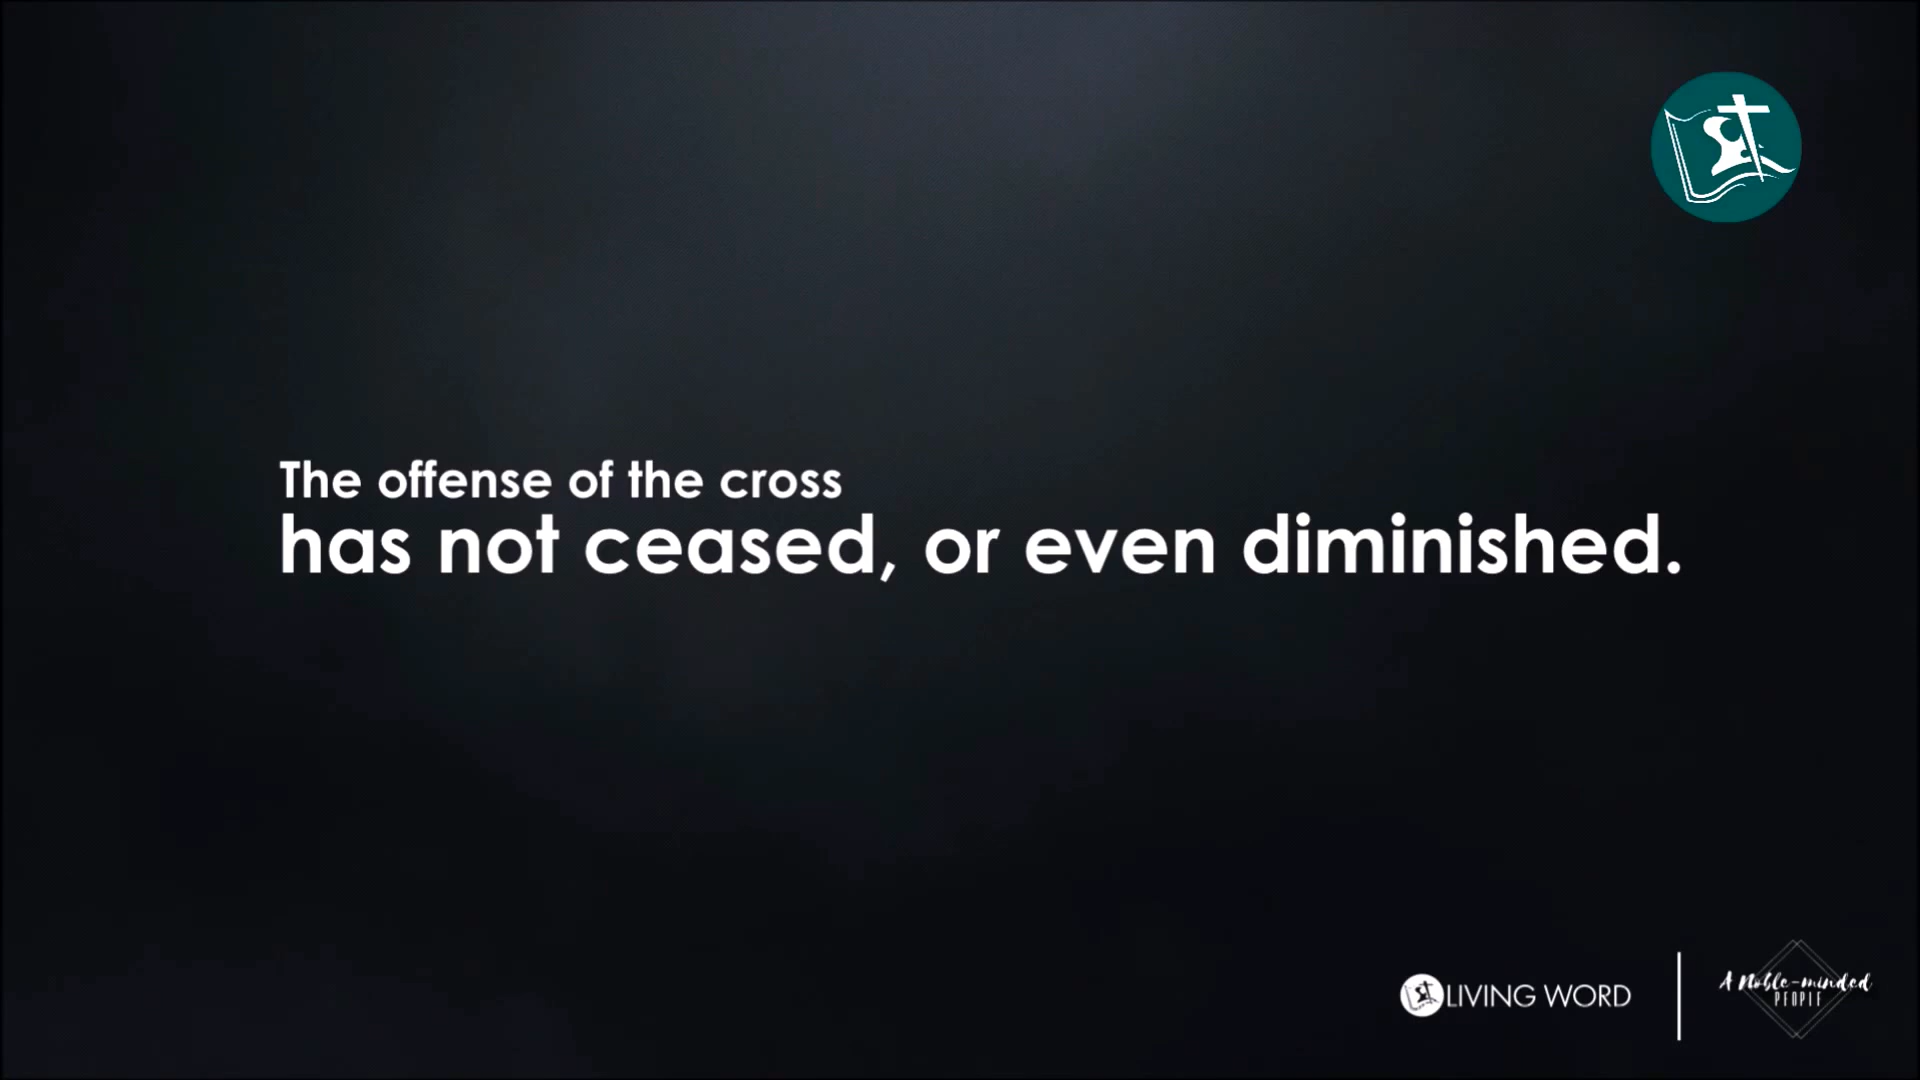 The offense of the cross
has not ceased, or even diminished.
LIVING WORD
A Noble-minded
PEOPLE